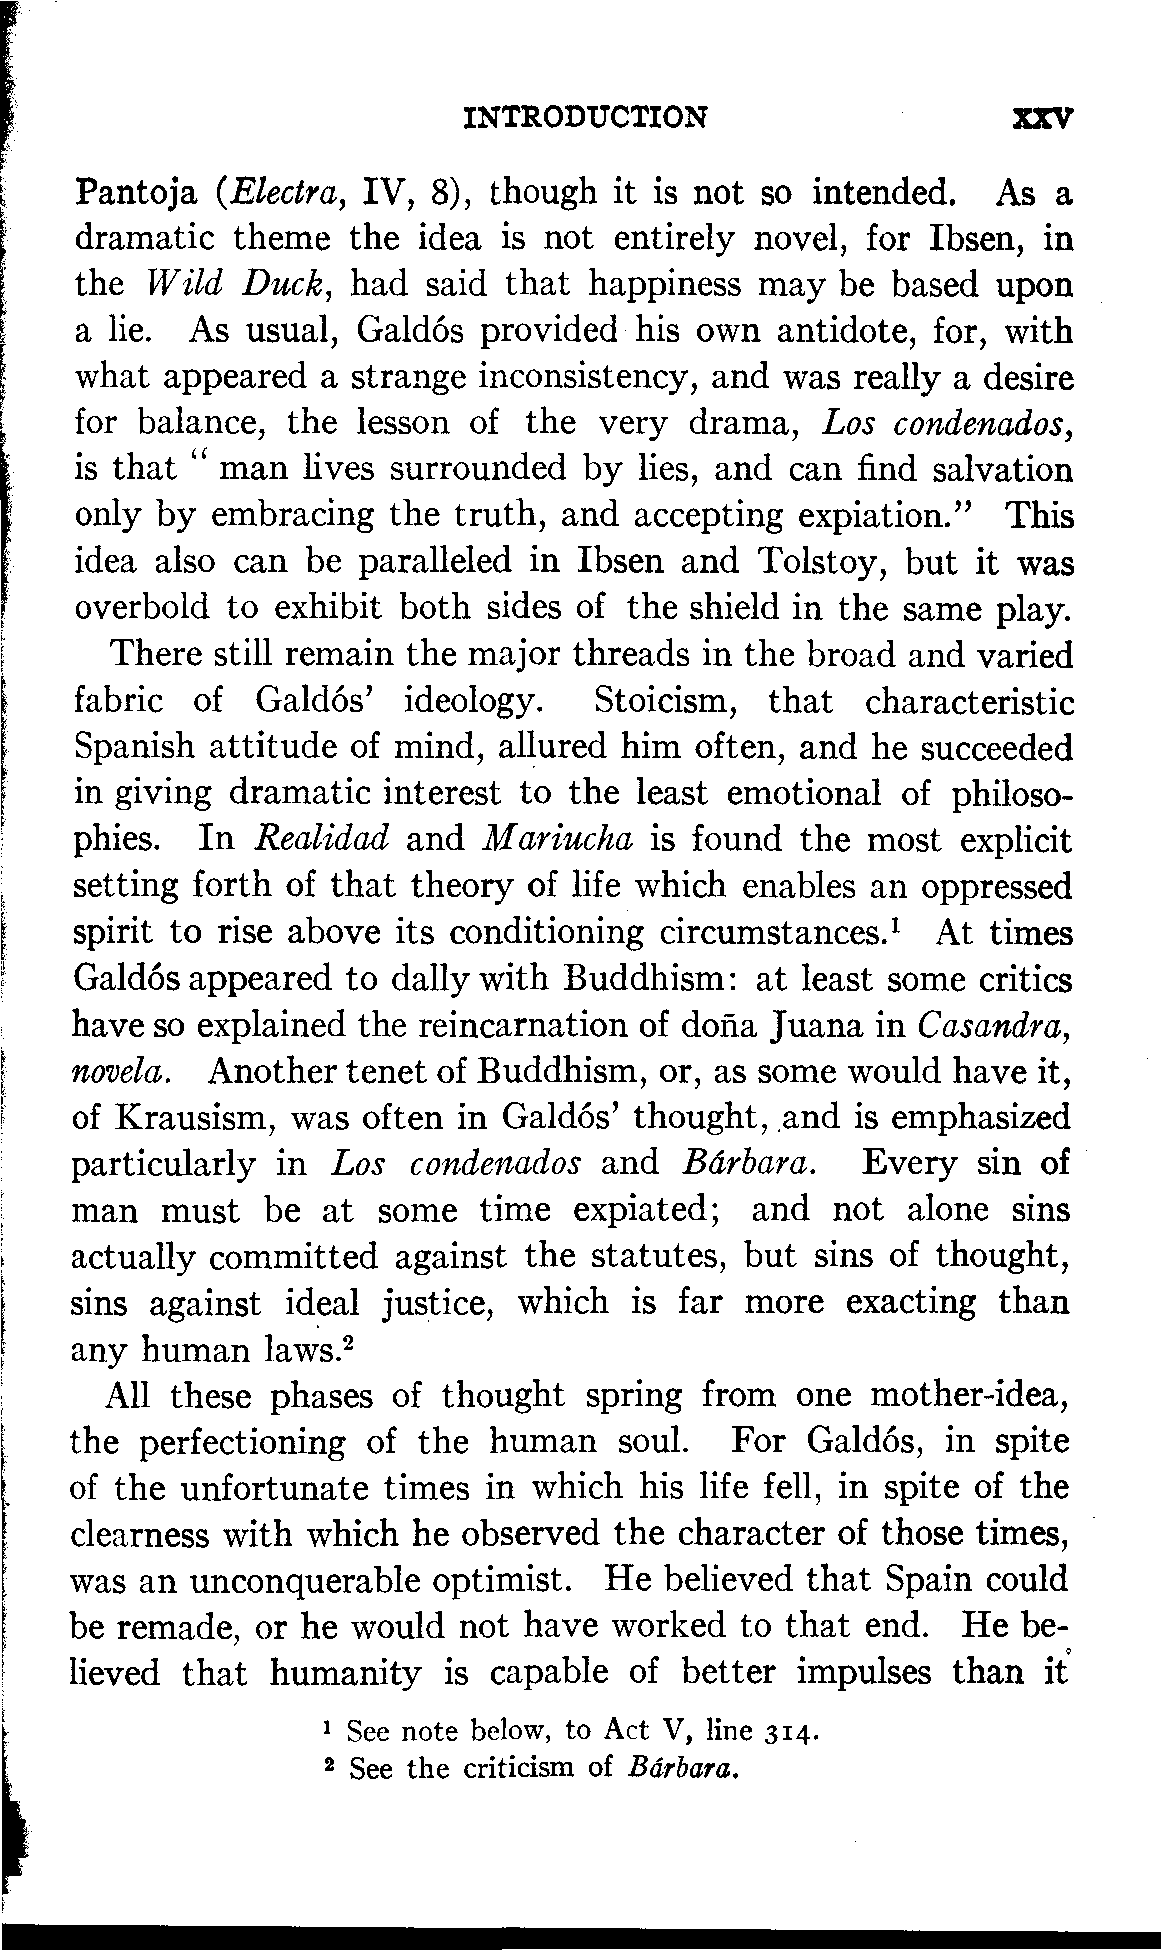 INTRODUCTION xxv
Pantoja (Electra, IV, 8), though it is not so intended. As a
dramatic theme the idea is not entirely novel, for Ibsen, in
the Wild Duck, had said that happiness may be based upon
a lie. As usual, Galdós provided his own antidote, for, with
what appeared a strange inconsistency, and was really a desire
for balance, the lesson of the very drama, Los condenados,
is that “ man lives surrounded by lies, and can find salvation
only by embracing the truth, and accepting expiation.” This
idea also can be paralleled in Ibsen and Tolstoy, but it was
overbold to exhibit both sides of the shield in the same play.
There still remain the major threads in the broad and varied
fabric of Galdós’ ideology. Stoicism, that characteristic
Spanish attitude of mind, allured him often, and he succeeded
in giving dramatic interest to the least emotional of philoso-
phies. In Realidad and Mariucha is found the most explicit
setting forth of that theory of life which enables an oppressed
spirit to rise above its conditioning circumstances.¹ At times
Galdós appeared to dally with Buddhism: at least some critics
have so explained the reincarnation of doña Juana in Casandra,
novela. Another tenet of Buddhism, or, as some would have it,
of Krausism, was often in Galdós’ thought, and is emphasized
particularly in Los condenados and Bárbara. Every sin of
man must be at some time expiated; and not alone sins
actually committed against the statutes, but sins of thought,
sins against ideal justice, which is far more exacting than
any human laws.²
All these phases of thought spring from one mother-idea,
the perfectioning of the human soul. For Galdós, in spite
of the unfortunate times in which his life fell, in spite of the
clearness with which he observed the character of those times,
was an unconquerable optimist. He believed that Spain could
be remade, or he would not have worked to that end. He be-
lieved that humanity is capable of better impulses than it
¹ See note below, to Act V, line 314.
² See the criticism of Bárbara.